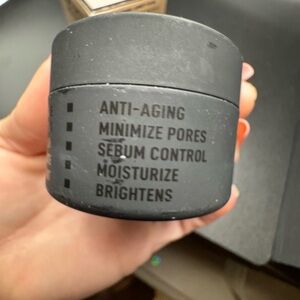 ANTI-AGING
MINIMIZE PORES
SEBUM CONTROL
MOISTURIZE
BRIGHTENS